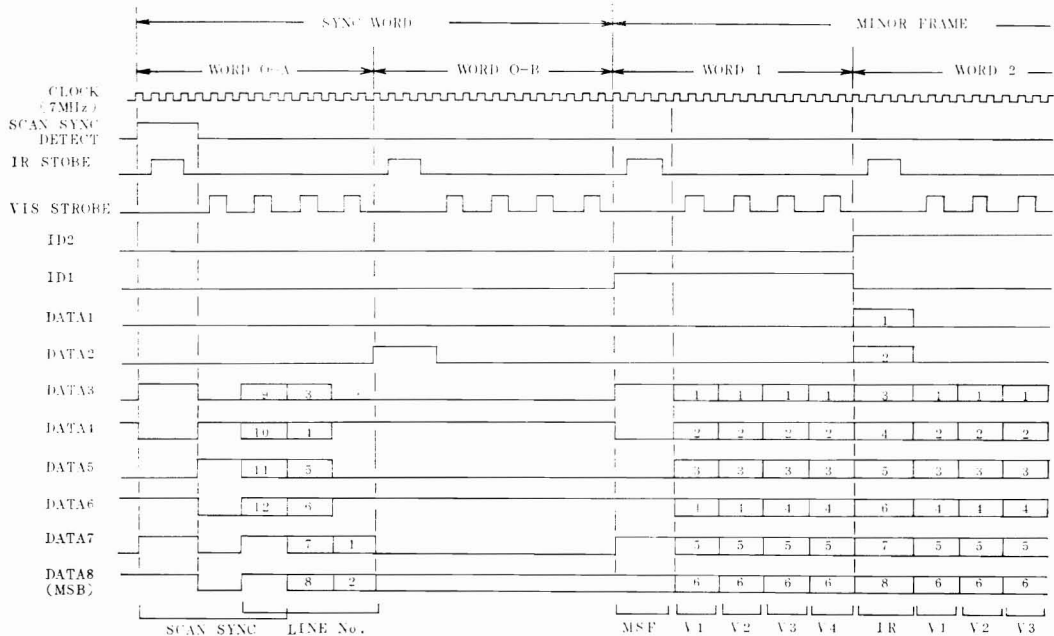 SYNC WORD MINOR FRAME
WORD 0-A WORD 0-B WORD 1 WORD 2
CLOCK
(7MHz)
SCAN SYNC
DETECT
IR STOBE
VIS STROBE
ID2
ID1
DATA1 1
DATA2 2
DATA3 9 3 1 1 1 1 3 1 1 1
DATA4 10 4 2 2 2 2 4 2 2 2
DATA5 11 5 3 3 3 3 5 3 3 3
DATA6 12 6 4 4 4 4 6 4 4 4
DATA7 7 1 5 5 5 5 7 5 5 5
DATA8 8 2 6 6 6 6 8 6 6 6
(MSB)
SCAN SYNC LINE No. MSF V1 V2 V3 V4 IR V1 V2 V3